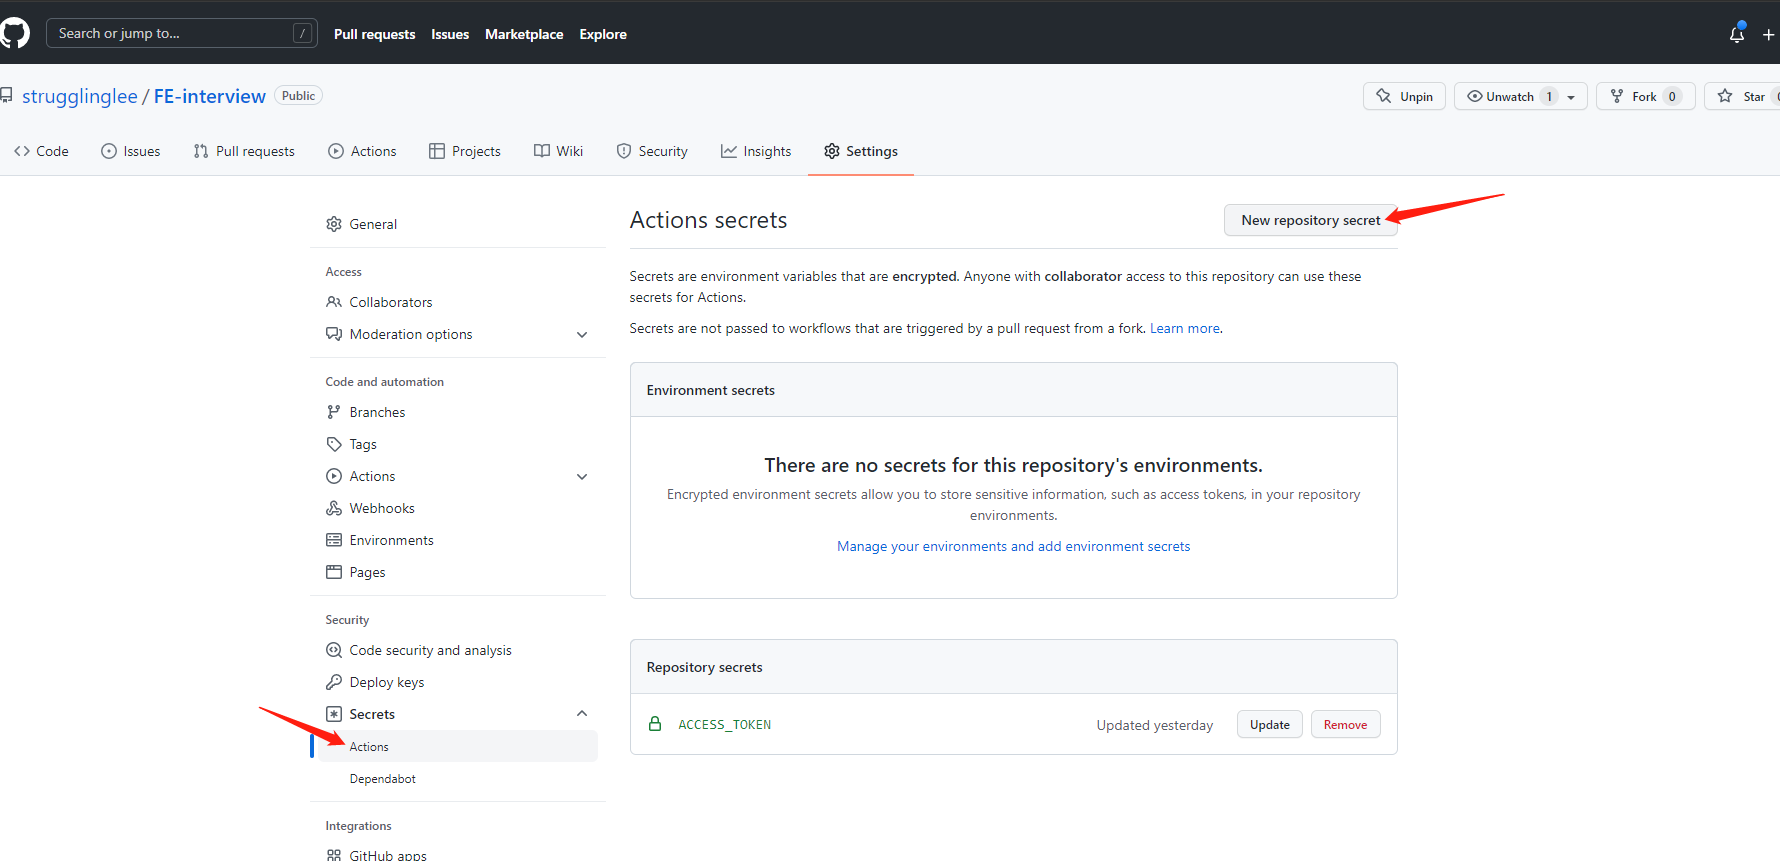 Search or jump to... /
Pull requests Issues Marketplace Explore
strugglinglee / FE-interview Public
Unpin Unwatch 1 Fork 0 Star
Code Issues Pull requests Actions Projects Wiki Security Insights Settings
General
Access
Collaborators
Moderation options
Code and automation
Branches
Tags
Actions
Webhooks
Environments
Pages
Security
Code security and analysis
Deploy keys
Secrets
Actions
Dependabot
Integrations
GitHub apps
Actions secrets
New repository secret
Secrets are environment variables that are encrypted. Anyone with collaborator access to this repository can use these
secrets for Actions.
Secrets are not passed to workflows that are triggered by a pull request from a fork. Learn more.
Environment secrets
There are no secrets for this repository's environments.
Encrypted environment secrets allow you to store sensitive information, such as access tokens, in your repository
environments.
Manage your environments and add environment secrets
Repository secrets
ACCESS_TOKEN Updated yesterday Update Remove